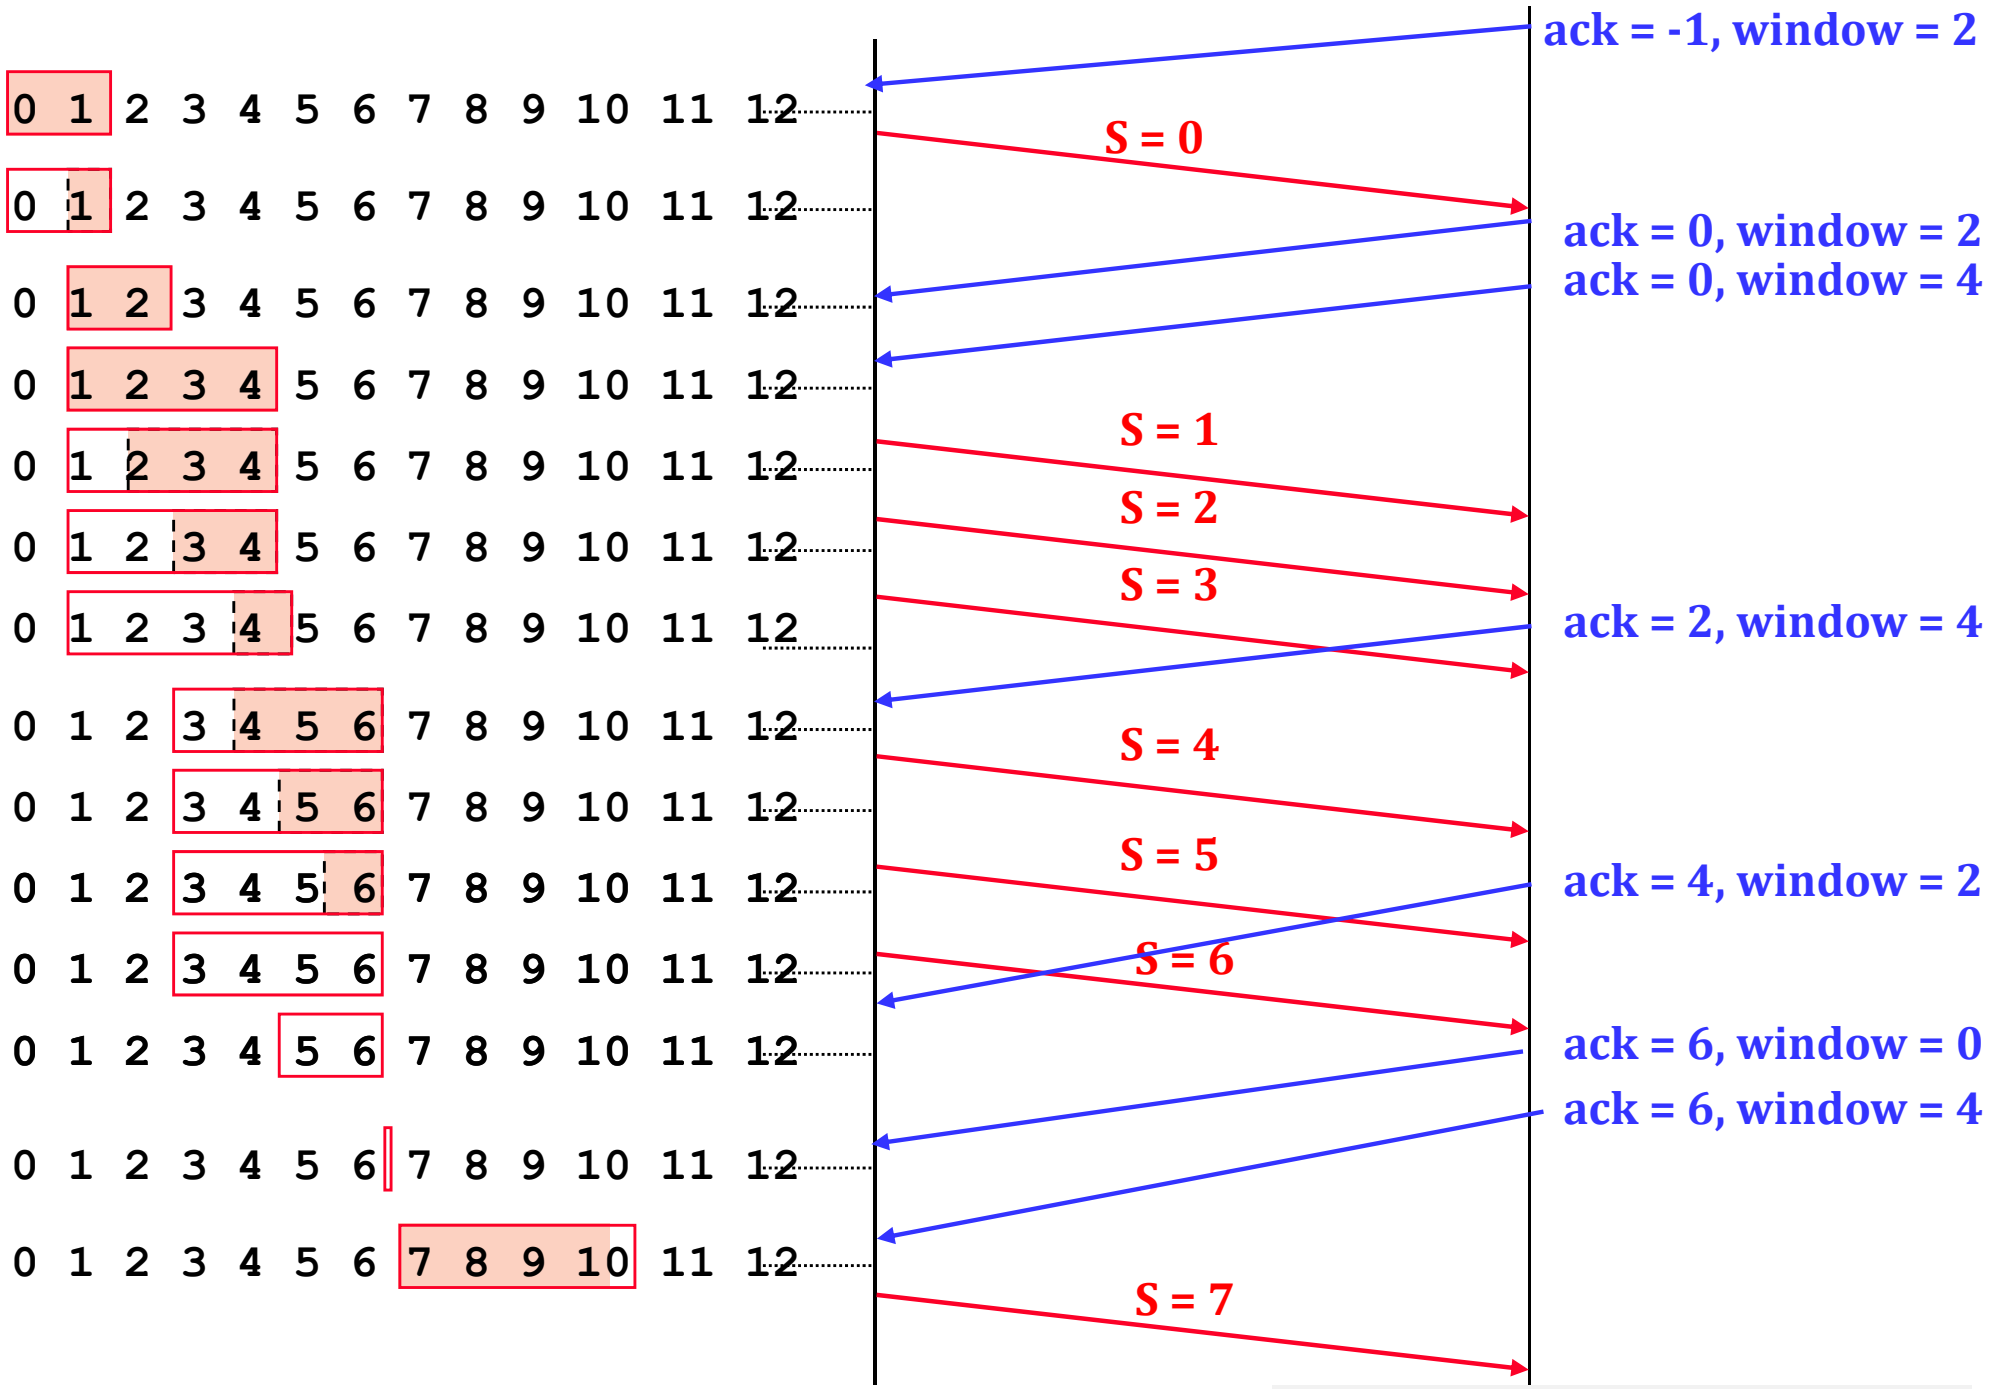 ack = -1, window = 2
0 1 2 3 4 5 6 7 8 9 10 11 12
S = 0
0 1 2 3 4 5 6 7 8 9 10 11 12
ack = 0, window = 2
ack = 0, window = 4
0 1 2 3 4 5 6 7 8 9 10 11 12
0 1 2 3 4 5 6 7 8 9 10 11 12
S = 1
0 1 2 3 4 5 6 7 8 9 10 11 12
S = 2
0 1 2 3 4 5 6 7 8 9 10 11 12
S = 3
0 1 2 3 4 5 6 7 8 9 10 11 12
ack = 2, window = 4
0 1 2 3 4 5 6 7 8 9 10 11 12
S = 4
0 1 2 3 4 5 6 7 8 9 10 11 12
S = 5
0 1 2 3 4 5 6 7 8 9 10 11 12
ack = 4, window = 2
0 1 2 3 4 5 6 7 8 9 10 11 12
S = 6
0 1 2 3 4 5 6 7 8 9 10 11 12
ack = 6, window = 0
ack = 6, window = 4
0 1 2 3 4 5 6 7 8 9 10 11 12
0 1 2 3 4 5 6 7 8 9 10 11 12
S = 7